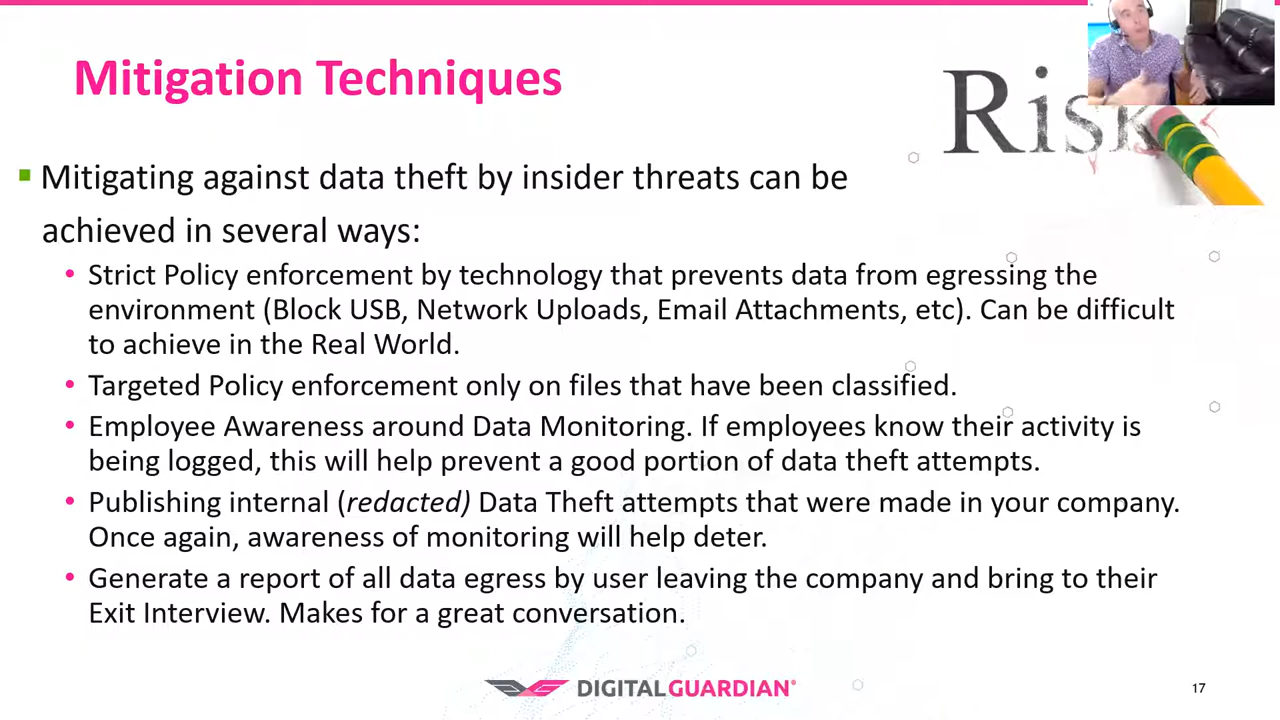 Mitigation Techniques
Risk
Mitigating against data theft by insider threats can be
achieved in several ways:
Strict Policy enforcement by technology that prevents data from egressing the
environment (Block USB, Network Uploads, Email Attachments, etc). Can be difficult
to achieve in the Real World.
Targeted Policy enforcement only on files that have been classified.
Employee Awareness around Data Monitoring. If employees know their activity is
being logged, this will help prevent a good portion of data theft attempts.
Publishing internal (redacted) Data Theft attempts that were made in your company.
Once again, awareness of monitoring will help deter.
Generate a report of all data egress by user leaving the company and bring to their
Exit Interview. Makes for a great conversation.
DIGITALGUARDIAN®
17